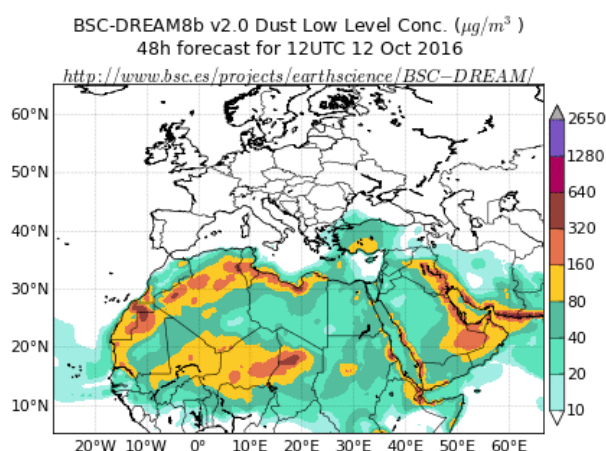 BSC-DREAM8b v2.0 Dust Low Level Conc. (μg/m³ )
48h forecast for 12UTC 12 Oct 2016
http://www.bsc.es/projects/earthscience/BSC−DREAM/
60°N
50°N
40°N
30°N
20°N
10°N
20°W
10°W
0°
10°E
20°E
30°E
40°E
50°E
60°E
2650
1280
640
320
160
80
40
20
10